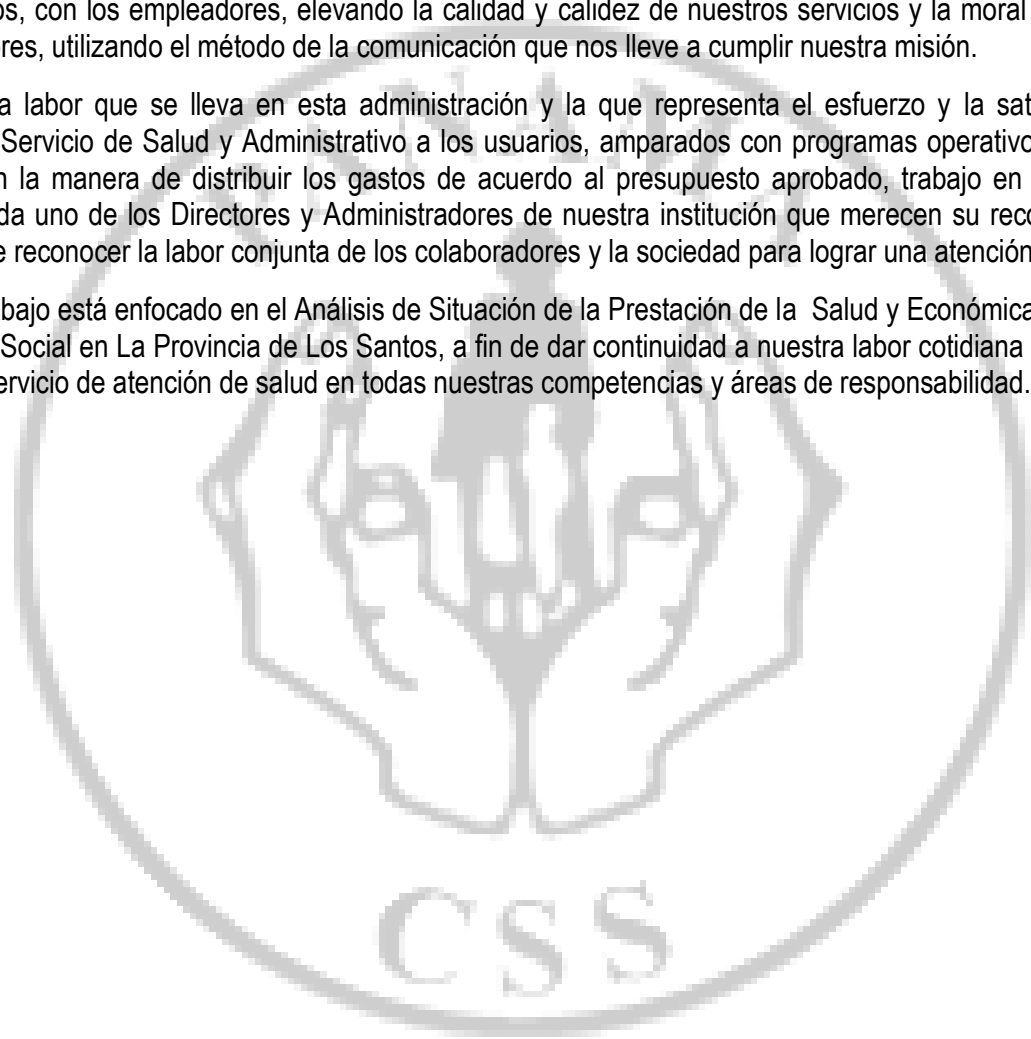 os, con los empleadores, elevando la calidad y calidez de nuestros servicios y la moral
ores, utilizando el método de la comunicación que nos lleve a cumplir nuestra misión.
a labor que se lleva en esta administración y la que representa el esfuerzo y la sat
Servicio de Salud y Administrativo a los usuarios, amparados con programas operativo
n la manera de distribuir los gastos de acuerdo al presupuesto aprobado, trabajo en
da uno de los Directores y Administradores de nuestra institución que merecen su reco
e reconocer la labor conjunta de los colaboradores y la sociedad para lograr una atención
bajo está enfocado en el Análisis de Situación de la Prestación de la Salud y Económica
Social en La Provincia de Los Santos, a fin de dar continuidad a nuestra labor cotidiana
ervicio de atención de salud en todas nuestras competencias y áreas de responsabilidad.
PANAMA
CSS